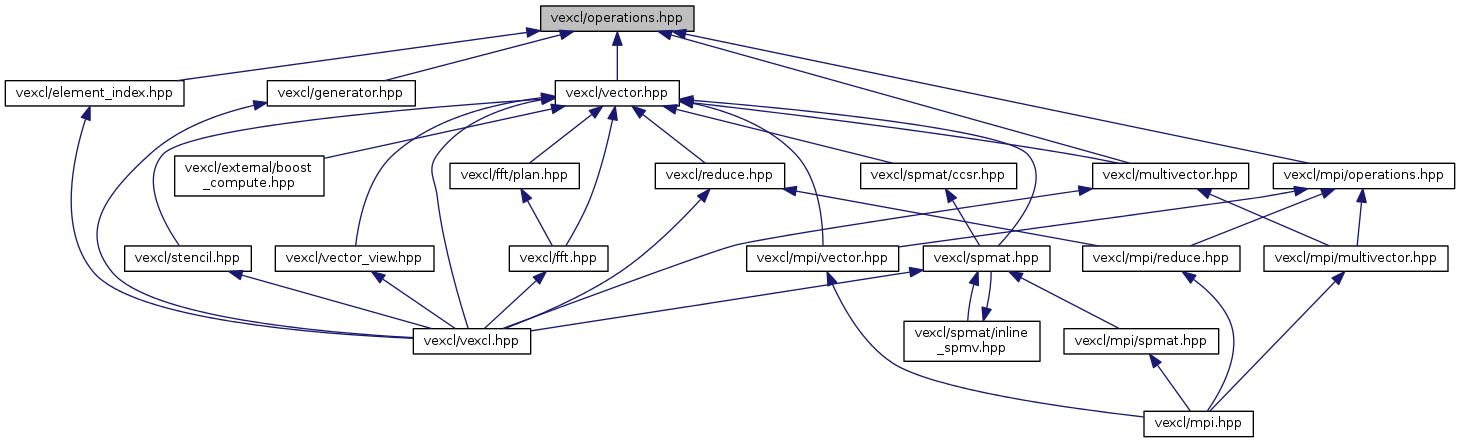 vexcl/operations.hpp
vexcl/element_index.hpp
vexcl/generator.hpp
vexcl/vector.hpp
vexcl/external/boost
_compute.hpp
vexcl/fft/plan.hpp
vexcl/reduce.hpp
vexcl/spmat/ccsr.hpp
vexcl/multivector.hpp
vexcl/mpi/operations.hpp
vexcl/stencil.hpp
vexcl/vector_view.hpp
vexcl/fft.hpp
vexcl/mpi/vector.hpp
vexcl/spmat.hpp
vexcl/mpi/reduce.hpp
vexcl/mpi/multivector.hpp
vexcl/vexcl.hpp
vexcl/spmat/inline
_spmv.hpp
vexcl/mpi/spmat.hpp
vexcl/mpi.hpp